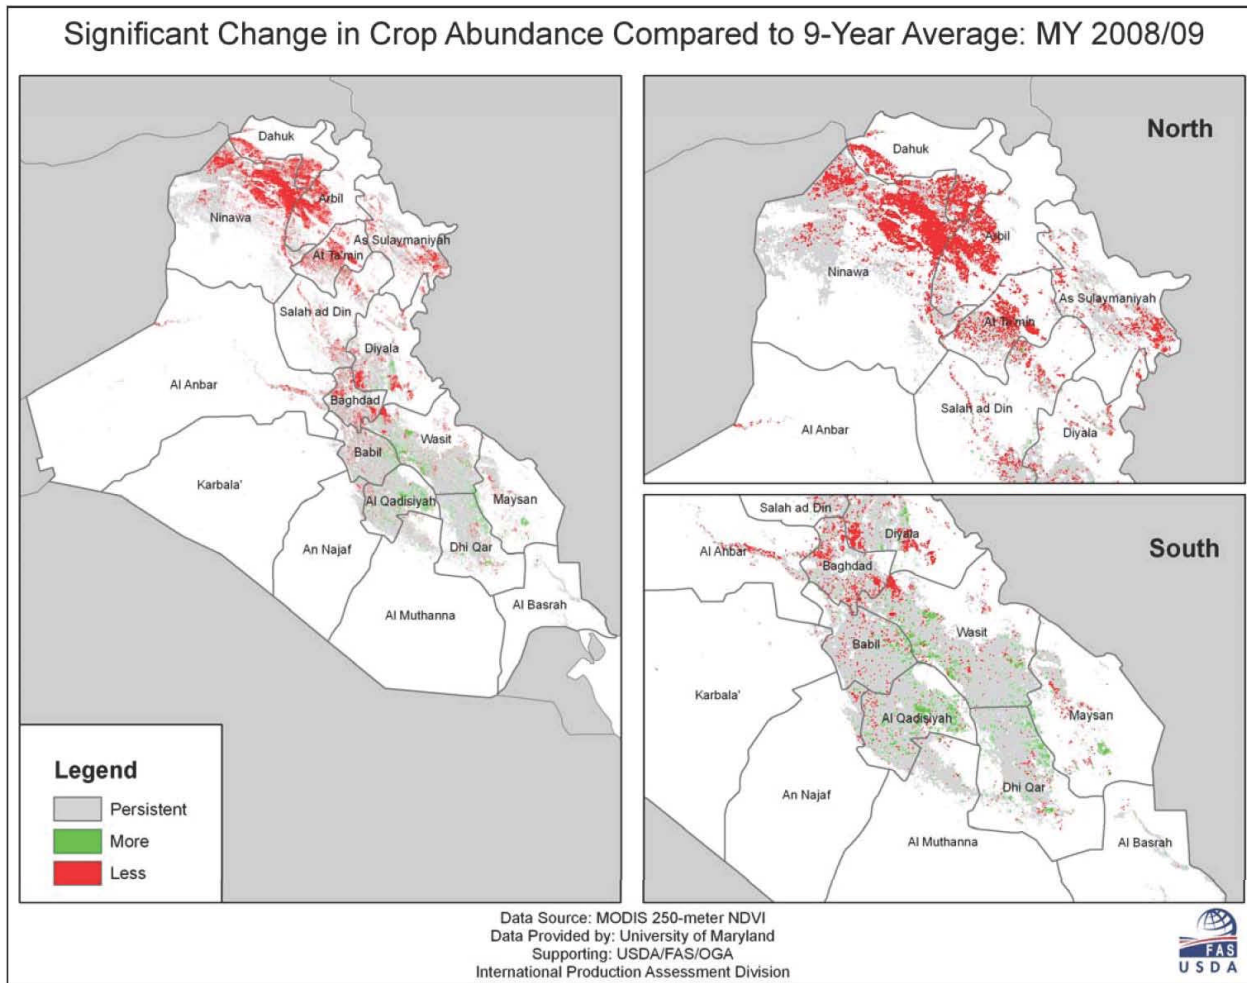 Significant Change in Crop Abundance Compared to 9-Year Average: MY 2008/09
Dahuk
Arbil
Ninawa
As Sulaymaniyah
At Ta'min
Salah ad Din
Diyala
Al Anbar
Baghdad
Wasit
Babil
Karbala'
Al Qadisiyah
Maysan
An Najaf
Dhi Qar
Al Basrah
Al Muthanna
Legend
Persistent
More
Less
North
Dahuk
Arbil
Ninawa
As Sulaymaniyah
At Ta'min
Salah ad Din
Al Anbar
Diyala
South
Salah ad Din
Diyala
Al Anbar
Baghdad
Wasit
Babil
Karbala'
Al Qadisiyah
Maysan
Dhi Qar
An Najaf
Al Muthanna
Al Basrah
Data Source: MODIS 250-meter NDVI
Data Provided by: University of Maryland
Supporting: USDA/FAS/OGA
International Production Assessment Division
FAS
USDA